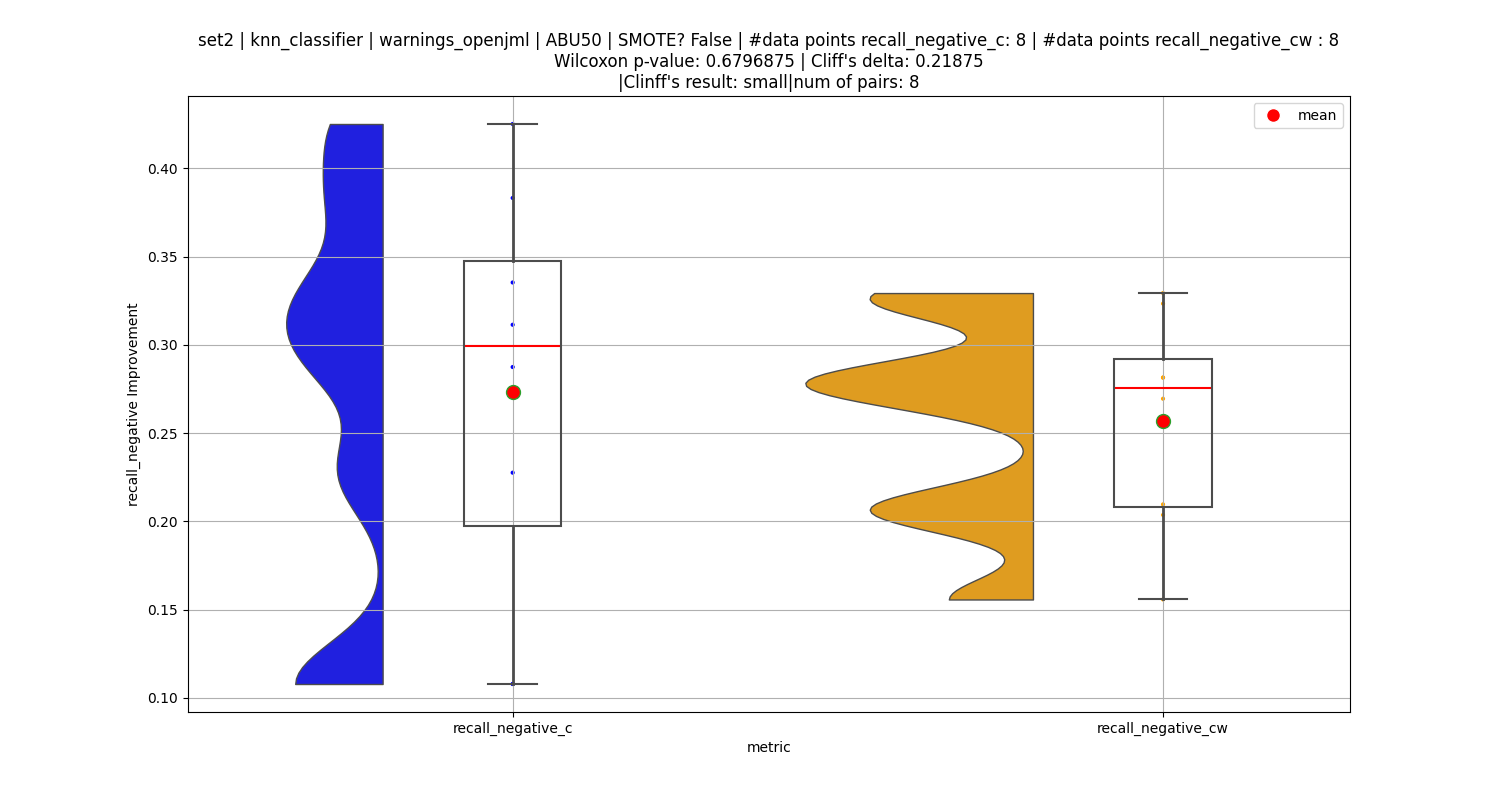 set2 | knn_classifier | warnings_openjml | ABU50 | SMOTE? False | #data points recall_negative_c: 8 | #data points recall_negative_cw : 8
Wilcoxon p-value: 0.6796875 | Cliff's delta: 0.21875
|Clinff's result: small|num of pairs: 8
mean
0.40
0.35
0.30
0.25
0.20
0.15
0.10
recall_negative Improvement
recall_negative_c
recall_negative_cw
metric